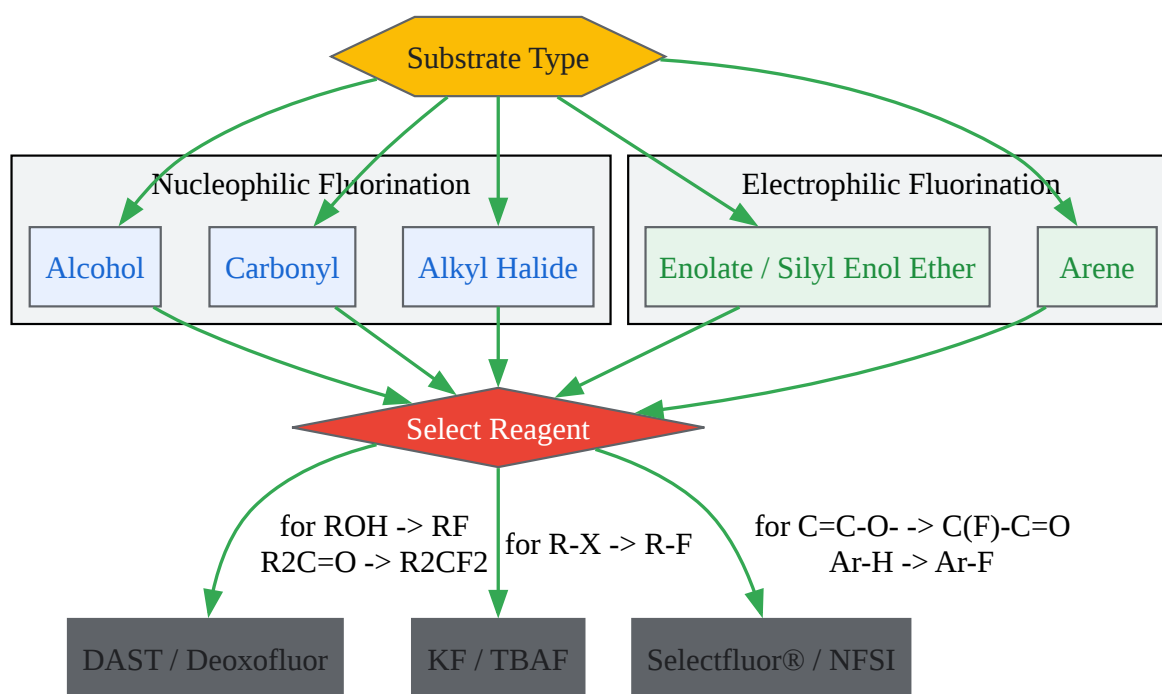 Substrate Type
Nucleophilic Fluorination
Electrophilic Fluorination
Alcohol
Carbonyl
Alkyl Halide
Enolate / Silyl Enol Ether
Arene
Select Reagent
for ROH -> RF
R2C=O -> R2CF2
for R-X -> R-F
for C=C-O- -> C(F)-C=O
Ar-H -> Ar-F
DAST / Deoxofluor
KF / TBAF
Selectfluor® / NFSI